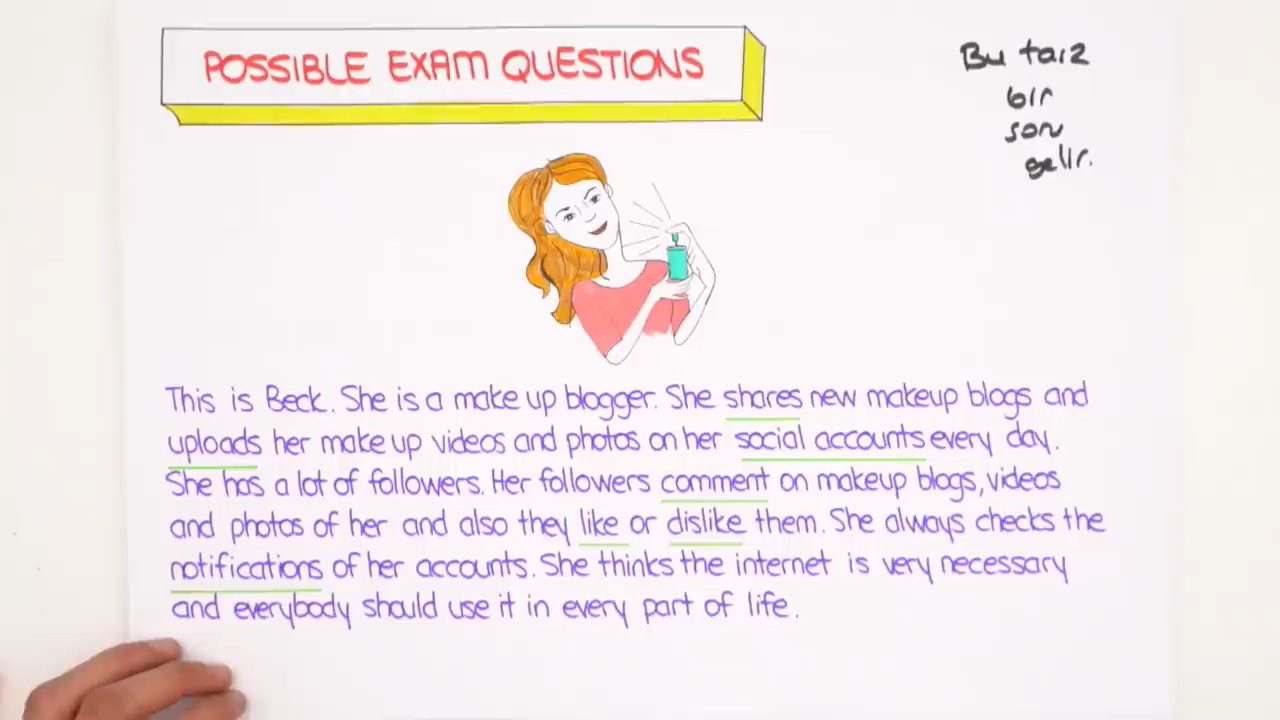 POSSIBLE EXAM QUESTIONS
Bu tarz
bir
soru
gelir.
This is Beck. She is a make up blogger. She shares new makeup blogs and
uploads her make up videos and photos on her social accounts every day.
She has a lot of followers. Her followers comment on makeup blogs, videos
and photos of her and also they like or dislike them. She always checks the
notifications of her accounts. She thinks the internet is very necessary
and everybody should use it in every part of life.